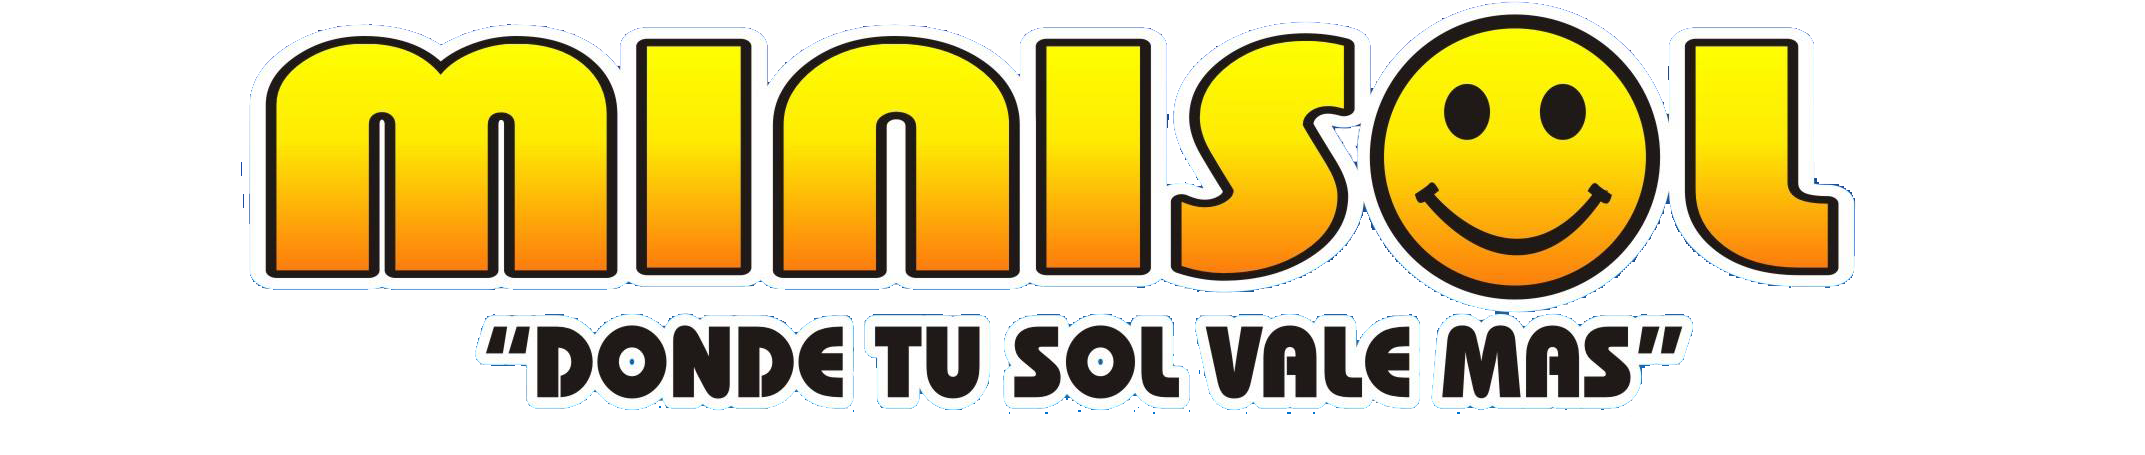 MINISOL
“DONDE TU SOL VALE MAS”